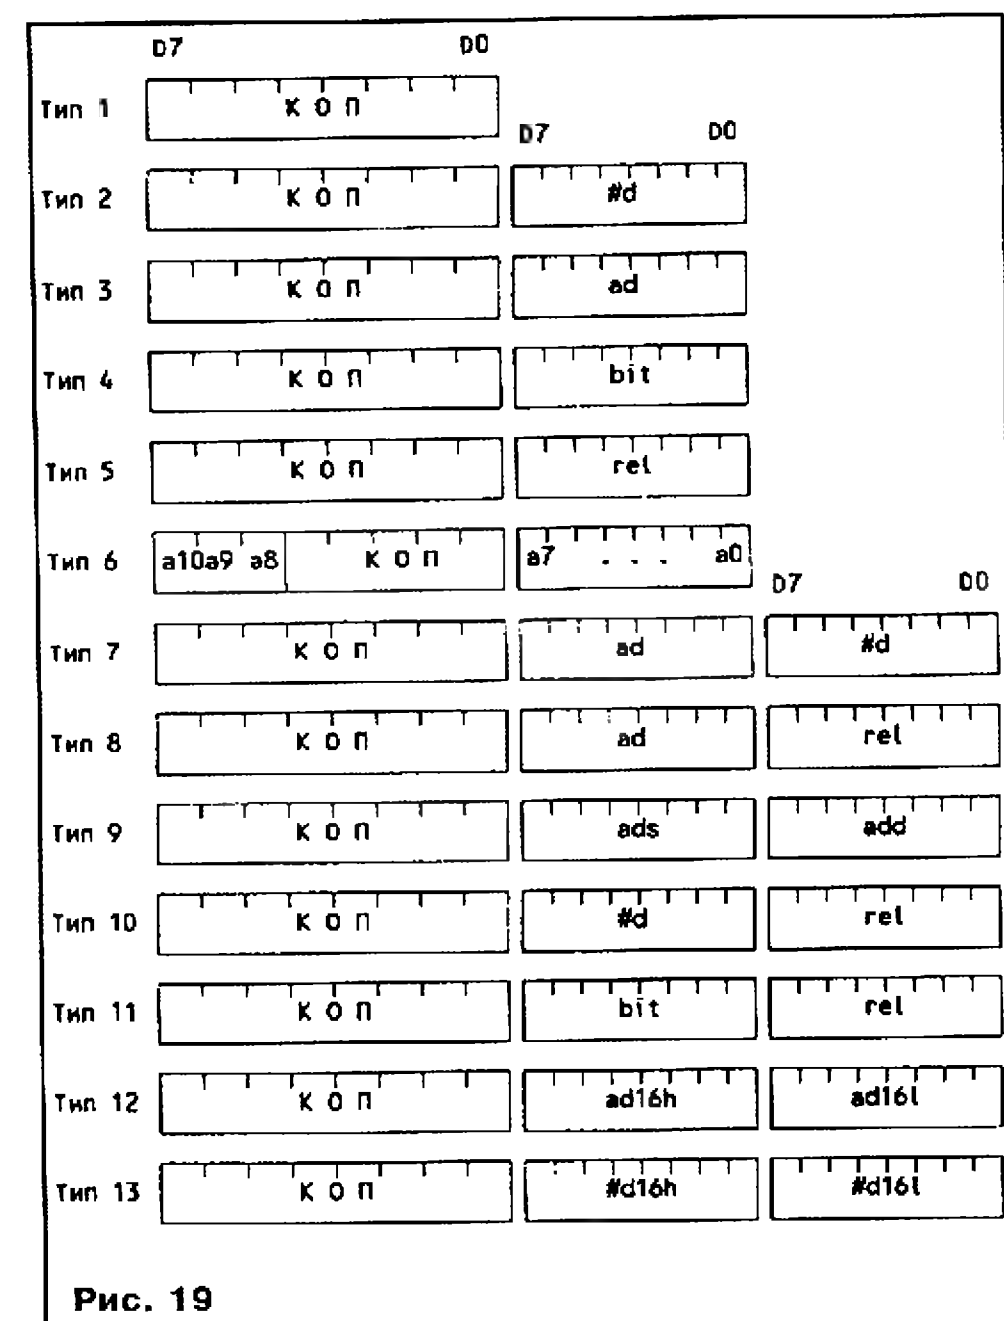 D7 D0
Тип 1 К О П
D7 D0
Тип 2 К О П #d
Тип 3 К О П ad
Тип 4 К О П bit
Тип 5 К О П rel
Тип 6 a10a9 a8 К О П a7 . . . a0
D7 D0
Тип 7 К О П ad #d
Тип 8 К О П ad rel
Тип 9 К О П ads add
Тип 10 К О П #d rel
Тип 11 К О П bit rel
Тип 12 К О П ad16h ad16l
Тип 13 К О П #d16h #d16l
Рис. 19